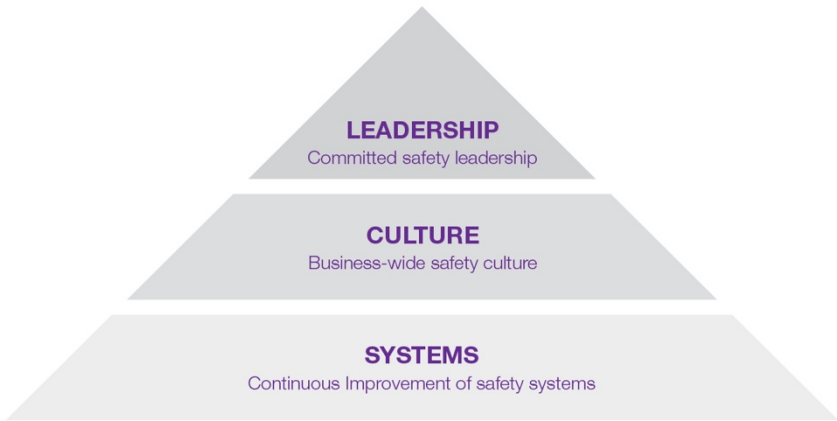 LEADERSHIP
Committed safety leadership
CULTURE
Business-wide safety culture
SYSTEMS
Continuous Improvement of safety systems